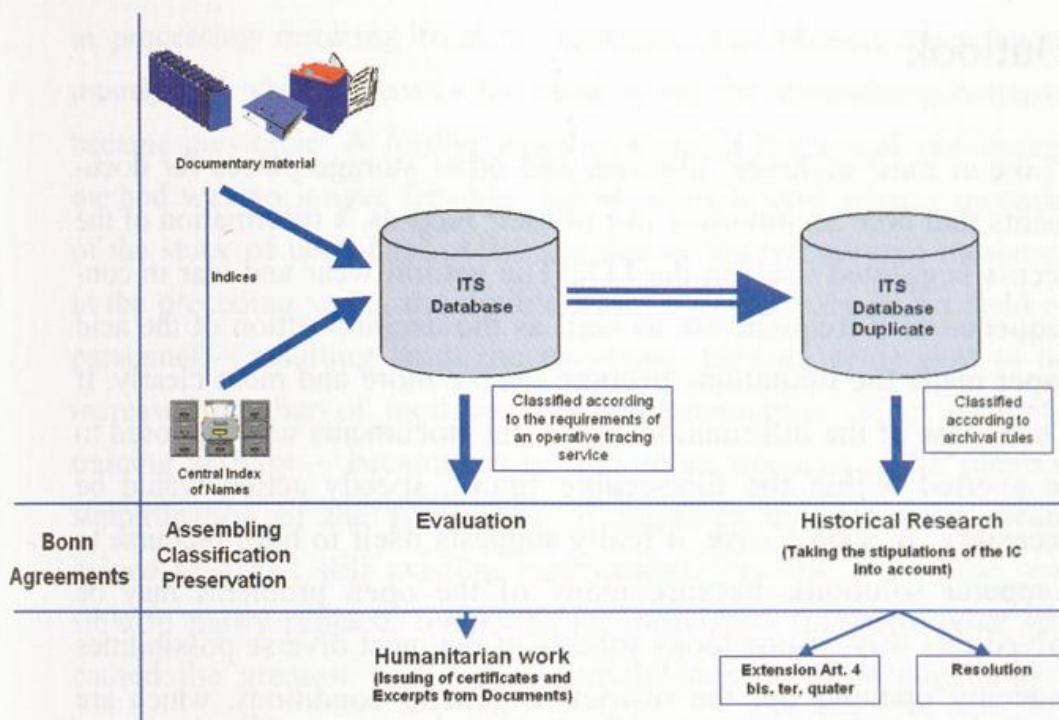 Documentary material
Indices
Central Index
of Names
ITS
Database
ITS
Database
Duplicate
Classified according
to the requirements of
an operative tracing
service
Classified
according to
archival rules
Bonn
Agreements
Assembling
Classification
Preservation
Evaluation
Historical Research
(Taking the stipulations of the IC
into account)
Humanitarian work
(Issuing of certificates and
Excerpts from Documents)
Extension Art. 4
bis, ter, quater
Resolution